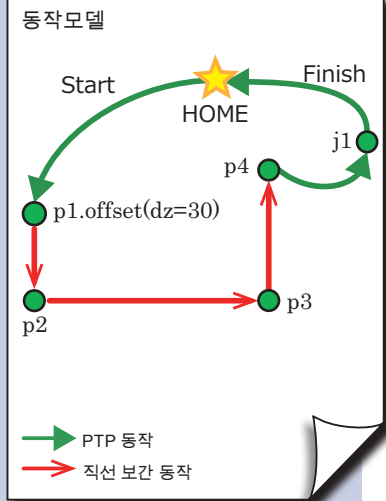 동작모델
Start
Finish
HOME
j1
p4
p1.offset(dz=30)
p2
p3
PTP 동작
직선 보간 동작